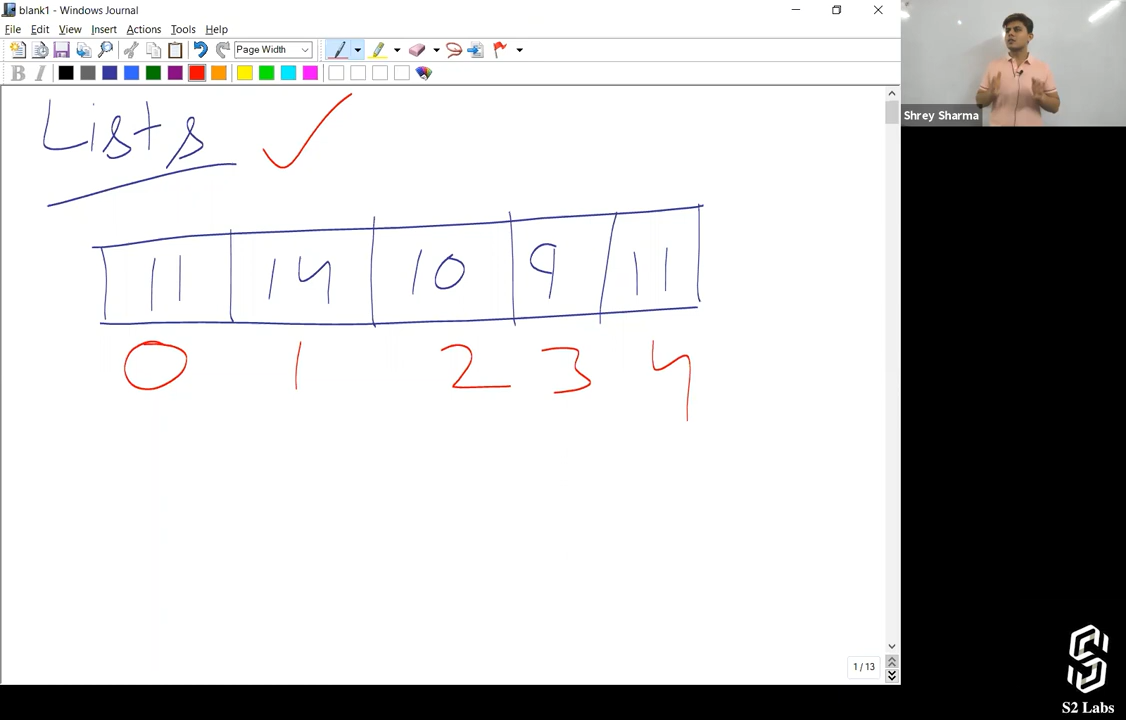 blank1 - Windows Journal
File Edit View Insert Actions Tools Help
Page Width
B I
Lists
11 14 10 9 11
0 1 2 3 4
1 / 13
Shrey Sharma
S2 Labs